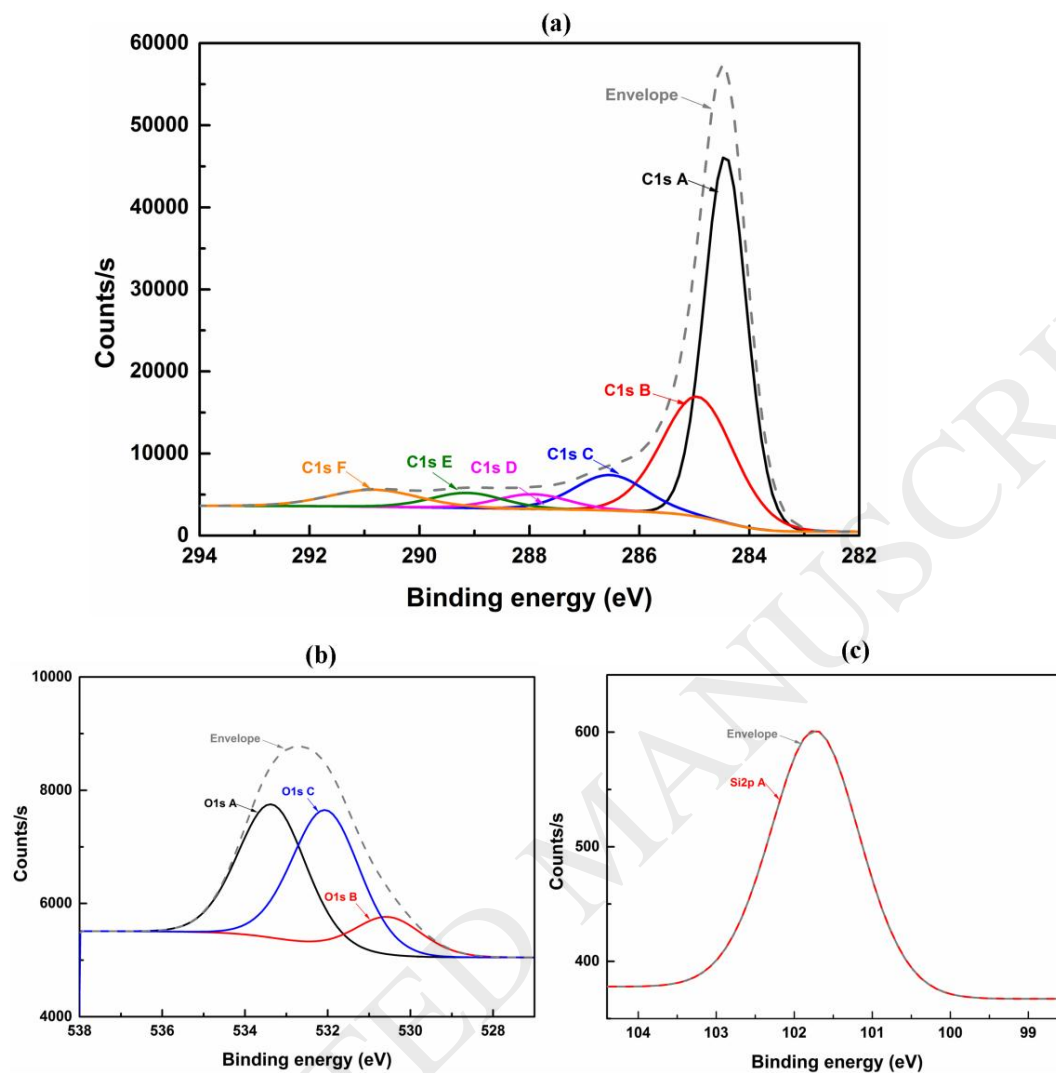 (a)
60000
50000
40000
30000
20000
10000
0
Counts/s
Envelope
C1s A
C1s B
C1s C
C1s D
C1s E
C1s F
294 292 290 288 286 284 282
Binding energy (eV)
(b)
10000
8000
6000
4000
Counts/s
Envelope
O1s A
O1s C
O1s B
538 536 534 532 530 528
Binding energy (eV)
(c)
600
500
400
Counts/s
Envelope
Si2p A
104 103 102 101 100 99
Binding energy (eV)
TED MANUSCRI